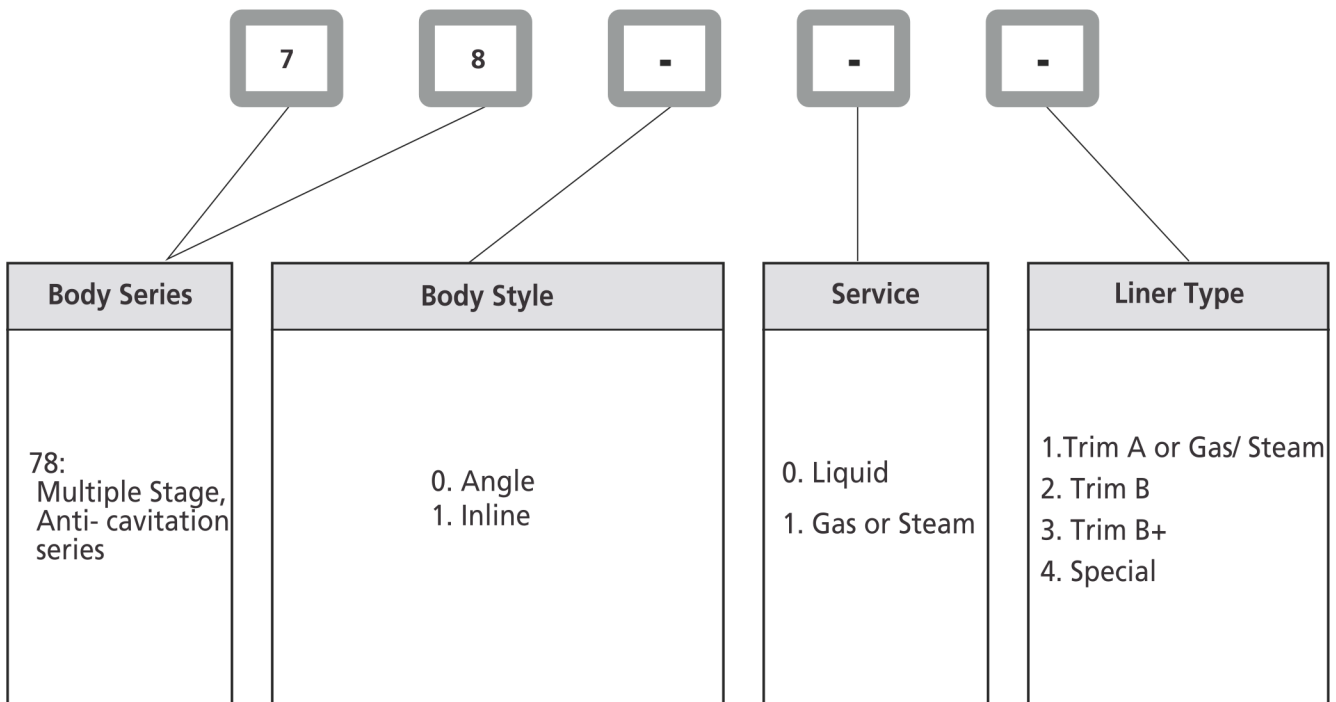 7 8 - - -
Body Series
Body Style
Service
Liner Type
78:
Multiple Stage,
Anti- cavitation
series
0. Angle
1. Inline
0. Liquid
1. Gas or Steam
1.Trim A or Gas/ Steam
2. Trim B
3. Trim B+
4. Special